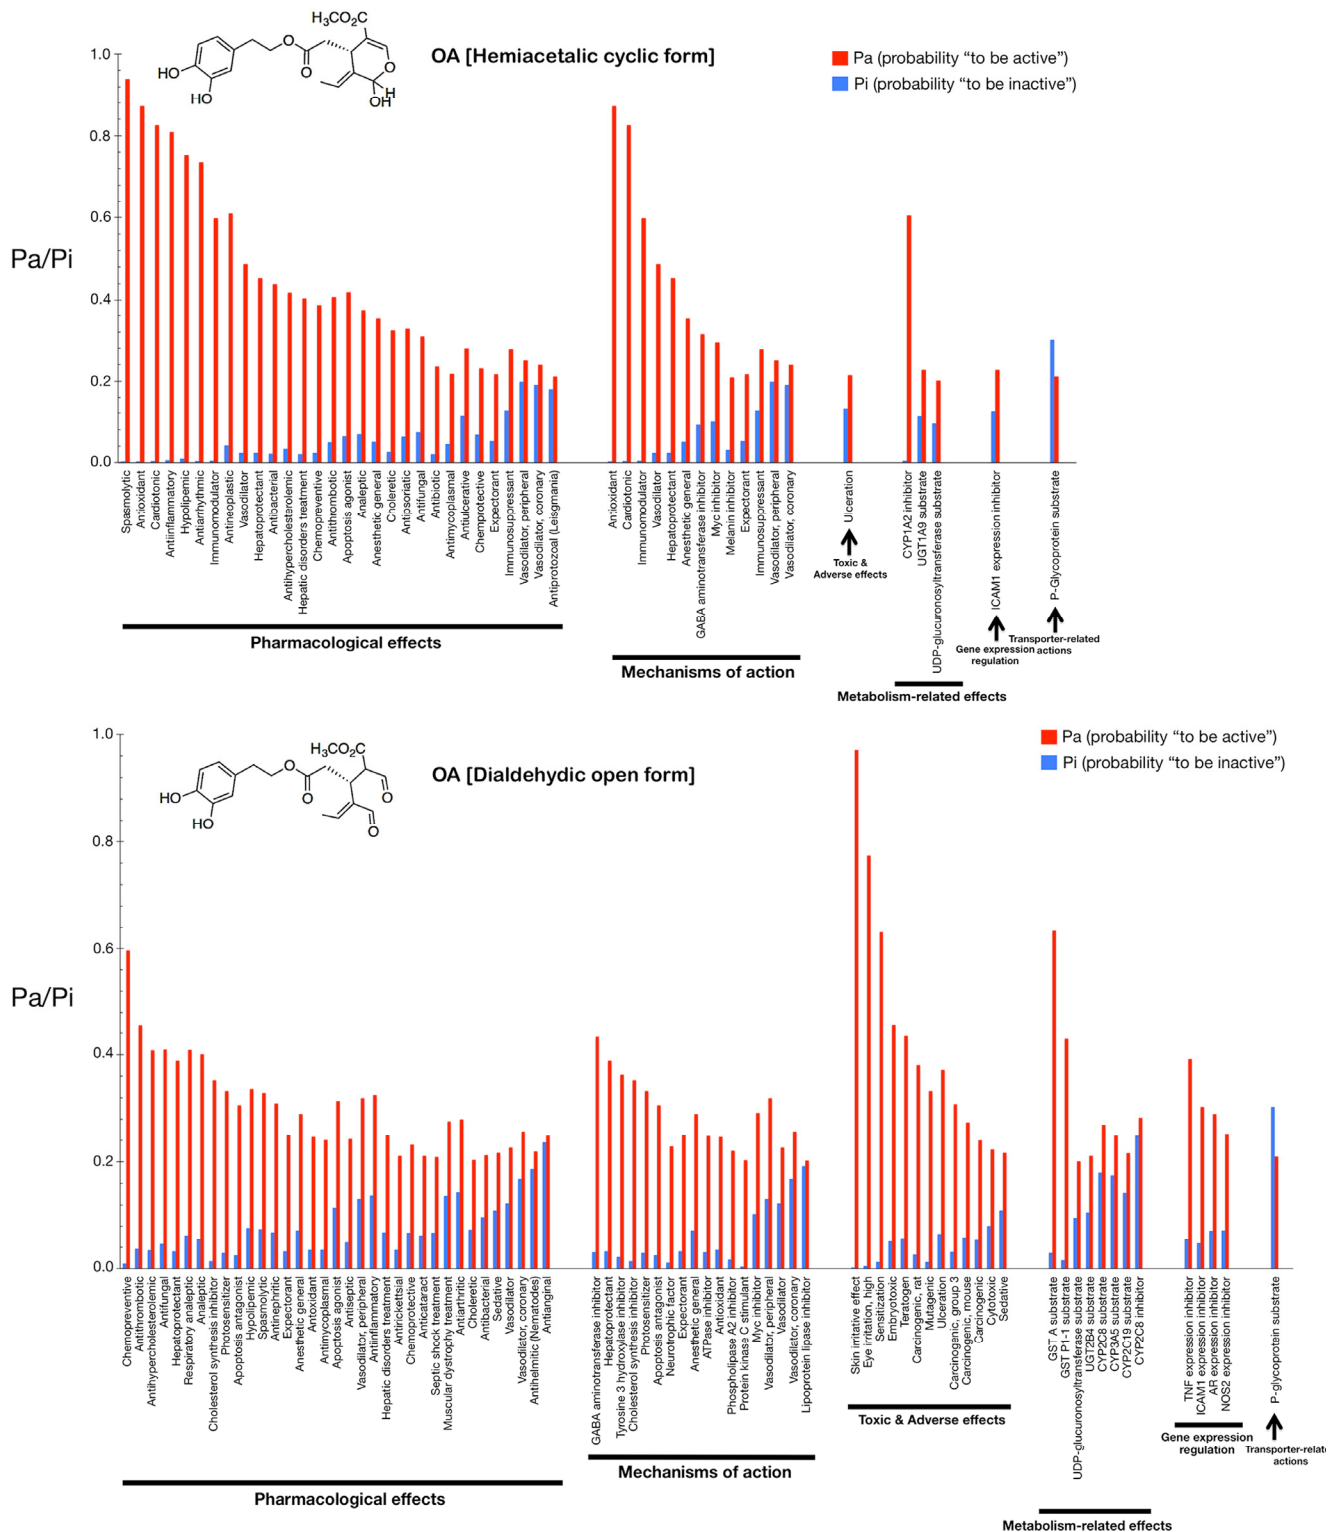 H₃CO₂C
O
O
O
HO
HO
H
OH
OA [Hemiacetalic cyclic form]
Pa (probability “to be active”)
Pi (probability “to be inactive”)
1.0
0.8
0.6
0.4
0.2
0.0
Pa/Pi
Spasmolytic
Anioxidant
Cardiotonic
Antiinflammatory
Hypolipemic
Antiarrhythmic
Immunomodulator
Antineoplastic
Vasodilator
Hepatoprotectant
Antibacterial
Antihypercholesterolemic
Hepatic disorders treatment
Chemopreventive
Antithrombotic
Apoptosis agonist
Analeptic
Anesthetic general
Choleretic
Antipsoriatic
Antifungal
Antibiotic
Antimycoplasmal
Antiulcerative
Chemprotective
Expectorant
Immunosuppressant
Vasodilator, peripheral
Vasodilator, coronary
Antiprotozoal (Leisgmania)
Pharmacological effects
Antioxidant
Cardiotonic
Immunomodulator
Vasodilator
Hepatoprotectant
Anesthetic general
GABA aminotransferase inhibitor
Myc inhibitor
Melanin inhibitor
Expectorant
Immunosuppressant
Vasodilator, peripheral
Vasodilator, coronary
Mechanisms of action
Ulceration
Toxic &
Adverse effects
CYP1A2 inhibitor
UGT1A9 substrate
UDP-glucuronosyltransferase substrate
Metabolism-related effects
ICAM1 expression inhibitor
Gene expression
regulation
P-Glycoprotein substrate
Transporter-related
actions
H₃CO₂C
O
O
O
O
HO
HO
OA [Dialdehydic open form]
Pa (probability “to be active”)
Pi (probability “to be inactive”)
1.0
0.8
0.6
0.4
0.2
0.0
Pa/Pi
Chemopreventive
Antithrombotic
Antihypercholesterolemic
Antifungal
Hepatoprotectant
Respiratory analeptic
Analeptic
Cholesterol synthesis inhibitor
Photosensitizer
Apoptosis antagonist
Hypolipemic
Spasmolytic
Antinephritic
Expectorant
Anesthetic general
Antoxidant
Antimycoplasmal
Apoptosis agonist
Antiseptic
Vasodilator, peripheral
Antiinflammatory
Hepatic disorders treatment
Antirickettsial
Chemoprotective
Anticataract
Septic shock treatment
Muscular dystrophy treatment
Antiarthritic
Choleretic
Antibacterial
Sedative
Vasodilator
Vasodilator, coronary
Antihelmitic (Nematodes)
Antianginal
Pharmacological effects
GABA aminotransferase inhibitor
Hepatoprotectant
Tyrosine 3 hydroxylase inhibitor
Cholesterol synthesis inhibitor
Photosensitizer
Apoptosis antagonist
Neurotrophic factor
Expectorant
Anesthetic general
ATPase inhibitor
Antioxidant
Phospholipase A2 inhibitor
Protein kinase C stimulant
Myc inhibitor
Vasodilator, peripheral
Vasodilator
Vasodilator, coronary
Lipoprotein lipase inhibitor
Mechanisms of action
Skin irritative effect
Eye irritation, high
Sensitization
Embryotoxic
Teratogen
Carcinogenic, rat
Mutagenic
Ulceration
Carcinogenic, group 3
Carcinogenic, mouse
Carcinogenic
Cytotoxic
Sedative
Toxic & Adverse effects
GST A substrate
GST P1-1 substrate
UDP-glucuronosyltransferase substrate
UGT2B4 substrate
CYP2C8 substrate
CYP3A5 substrate
CYP2C19 substrate
CYP2C8 inhibitor
Metabolism-related effects
TNF expression inhibitor
ICAM1 expression inhibitor
AR expression inhibitor
NOS2 expression inhibitor
Gene expression
regulation
P-glycoprotein substrate
Transporter-relate
actions